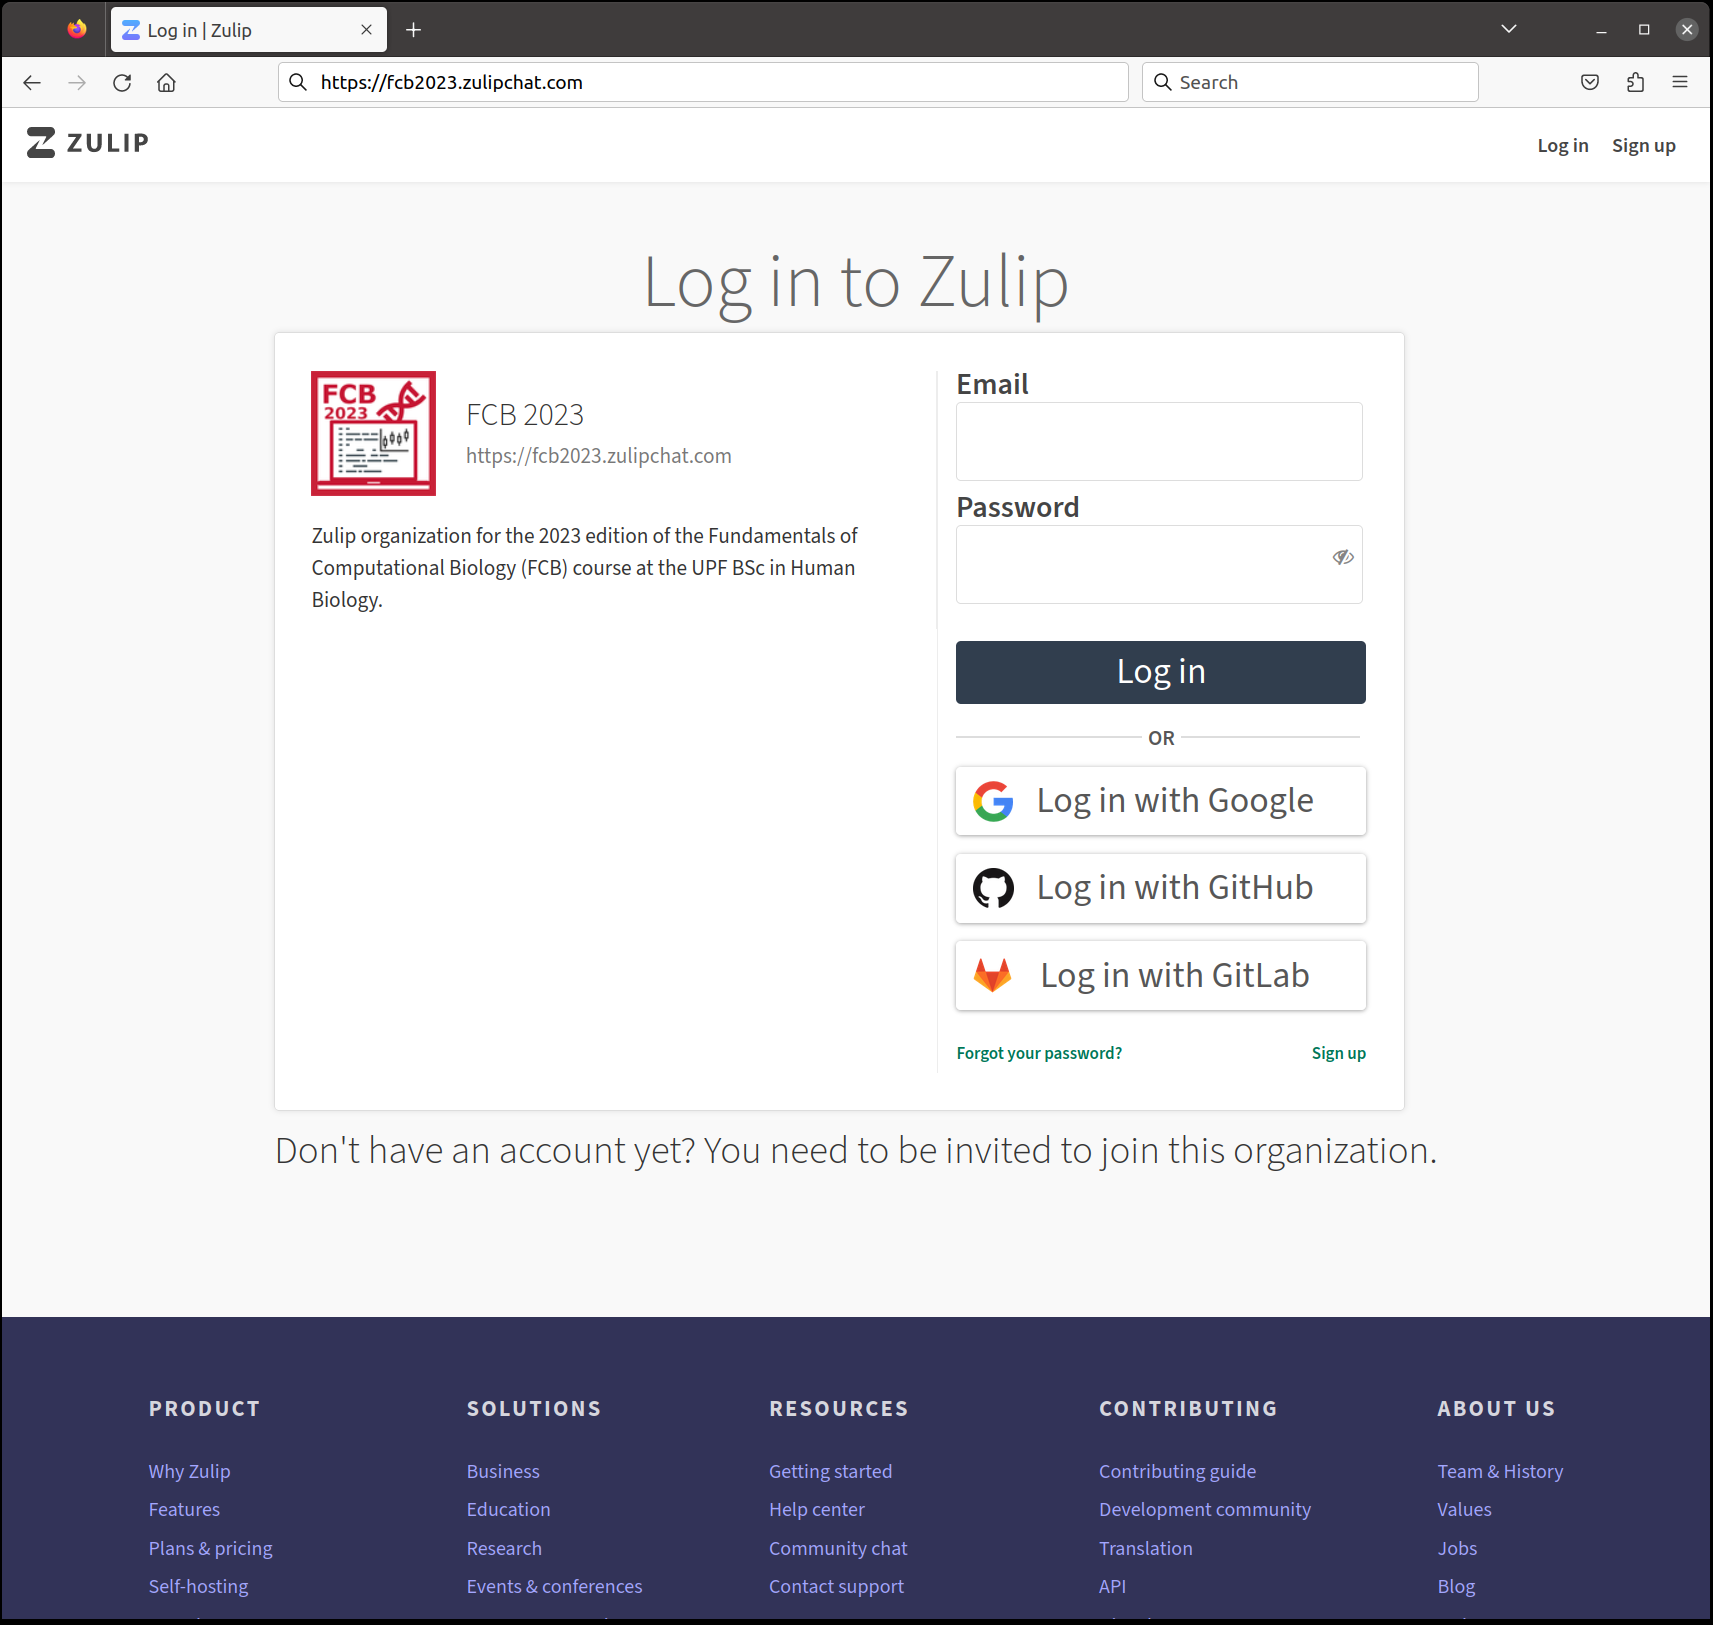 Log in | Zulip
https://fcb2023.zulipchat.com
Search
ZULIP
Log in
Sign up
Log in to Zulip
FCB
2023
FCB 2023
https://fcb2023.zulipchat.com
Zulip organization for the 2023 edition of the Fundamentals of
Computational Biology (FCB) course at the UPF BSc in Human
Biology.
Email
Password
Log in
OR
Log in with Google
Log in with GitHub
Log in with GitLab
Forgot your password?
Sign up
Don't have an account yet? You need to be invited to join this organization.
PRODUCT
Why Zulip
Features
Plans & pricing
Self-hosting
SOLUTIONS
Business
Education
Research
Events & conferences
RESOURCES
Getting started
Help center
Community chat
Contact support
CONTRIBUTING
Contributing guide
Development community
Translation
API
ABOUT US
Team & History
Values
Jobs
Blog